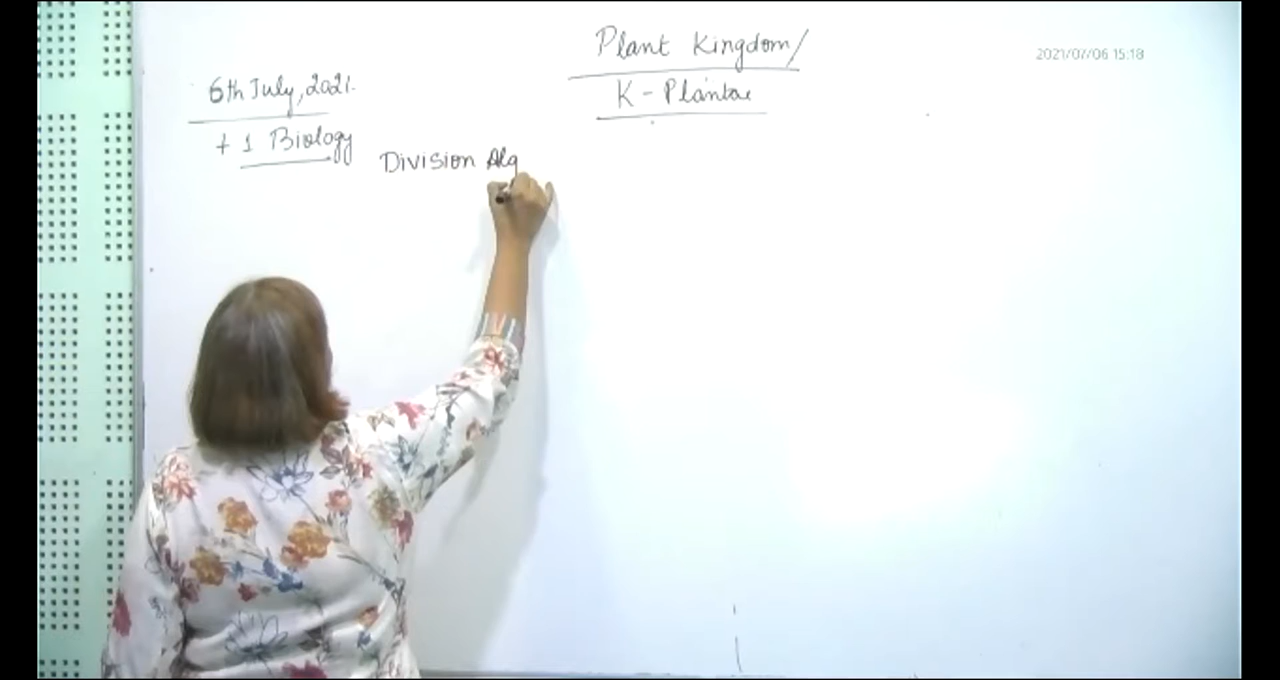 Plant Kingdom/
K - Plantae
2021/07/06 15:18
6th July, 2021.
+ 1 Biology
Division Alg